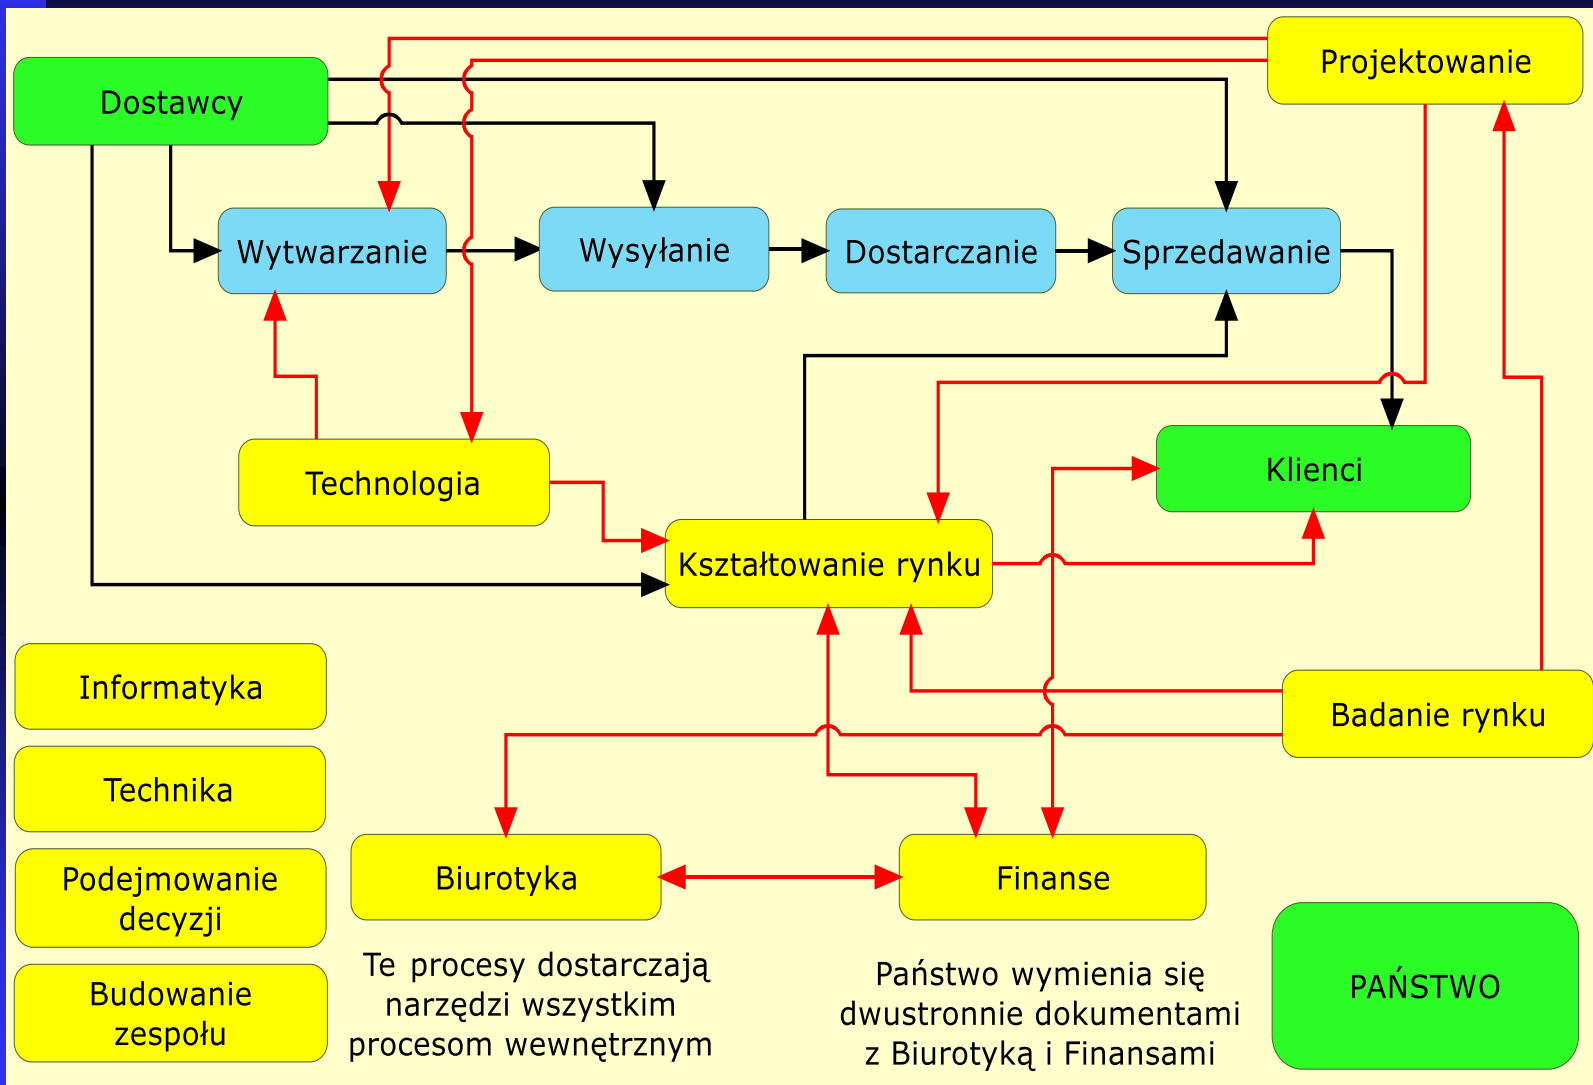 Projektowanie
Dostawcy
Wytwarzanie
Wysyłanie
Dostarczanie
Sprzedawanie
Technologia
Klienci
Kształtowanie rynku
Informatyka
Badanie rynku
Technika
Podejmowanie
decyzji
Biurotyka
Finanse
Budowanie
zespołu
Te procesy dostarczają
narzędzi wszystkim
procesom wewnętrznym
Państwo wymienia się
dwustronnie dokumentami
z Biurotyką i Finansami
PAŃSTWO